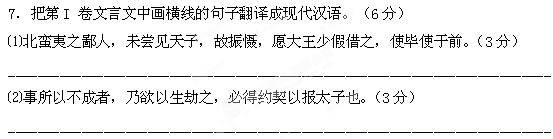 7. 把第Ⅰ 卷文言文中画横线的句子翻译成现代汉语。（6分）
⑴北蛮夷之鄙人，未尝见天子，故振慑，愿大王少假借之，使毕使于前。（3分）
⑵事所以不成者，乃欲以生劫之，必得约契以报太子也。（3分）